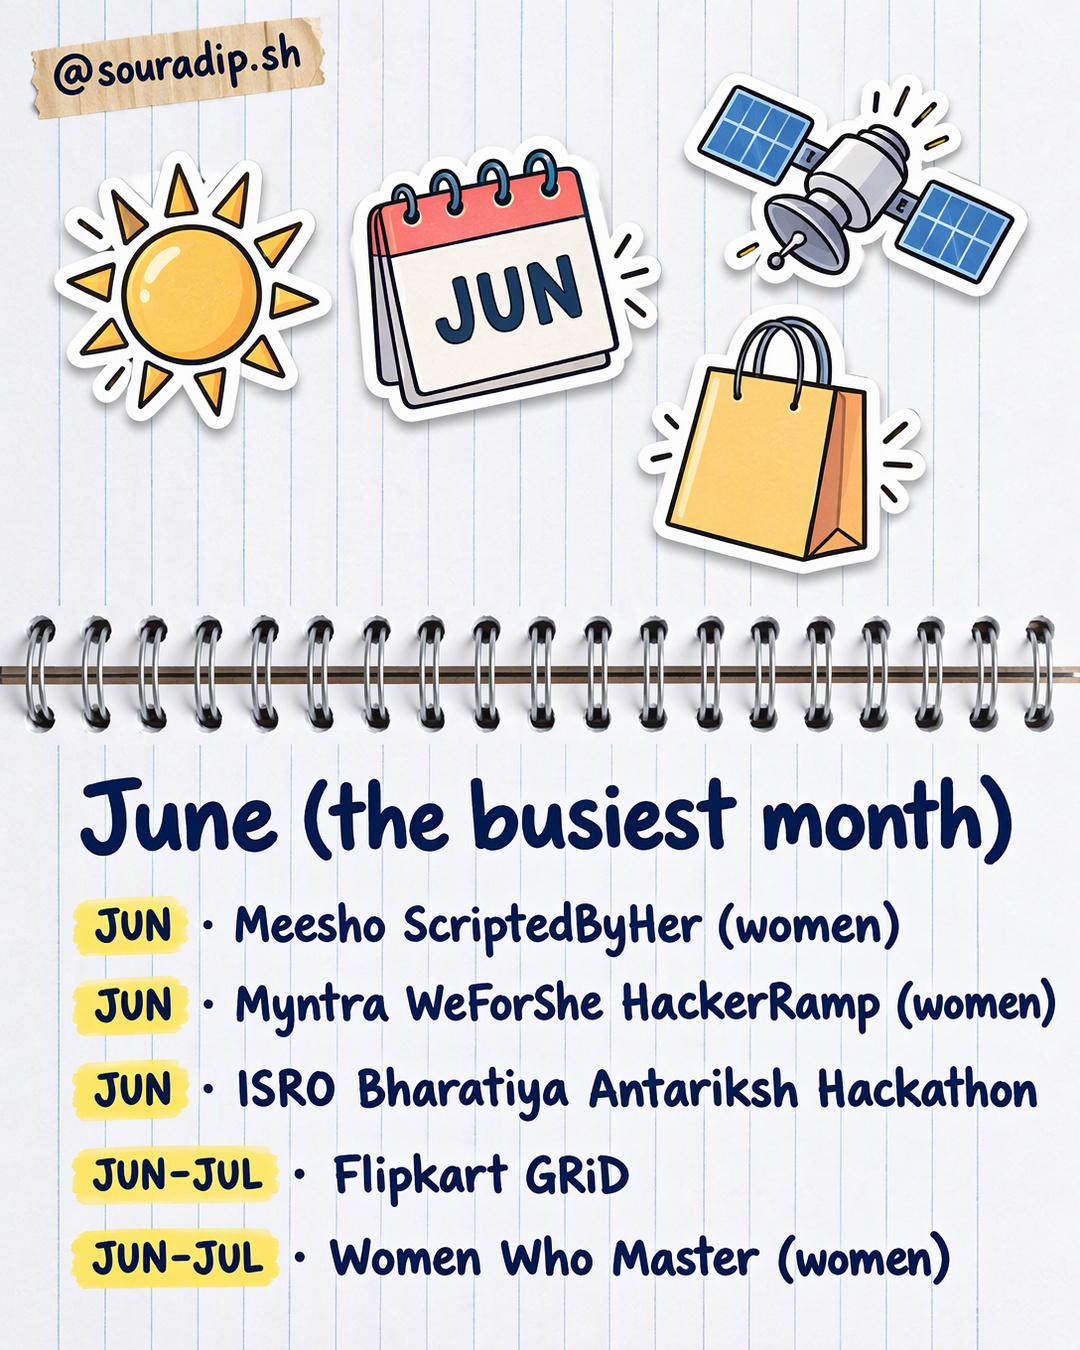 @souradip.sh
JUN
June (the busiest month)
JUN · Meesho ScriptedByHer (women)
JUN · Myntra WeForShe HackerRamp (women)
JUN · ISRO Bharatiya Antariksh Hackathon
JUN-JUL · Flipkart GRiD
JUN-JUL · Women Who Master (women)